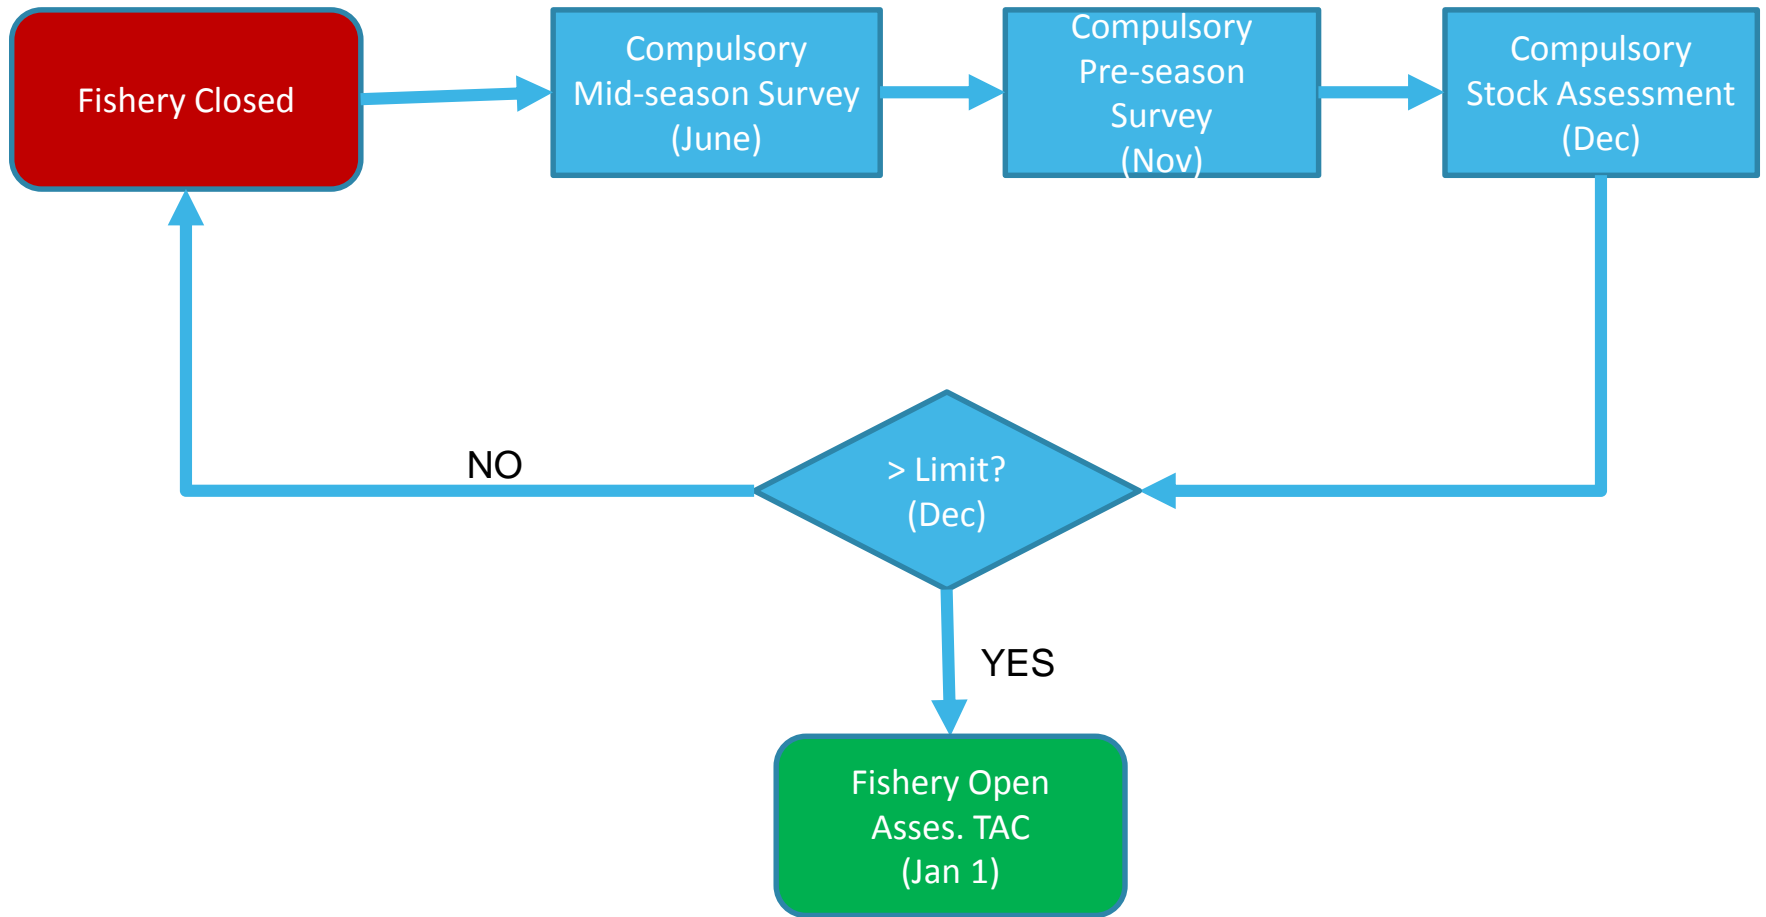 Fishery Closed
Compulsory
Mid-season Survey
(June)
Compulsory
Pre-season
Survey
(Nov)
Compulsory
Stock Assessment
(Dec)
NO
> Limit?
(Dec)
YES
Fishery Open
Asses. TAC
(Jan 1)